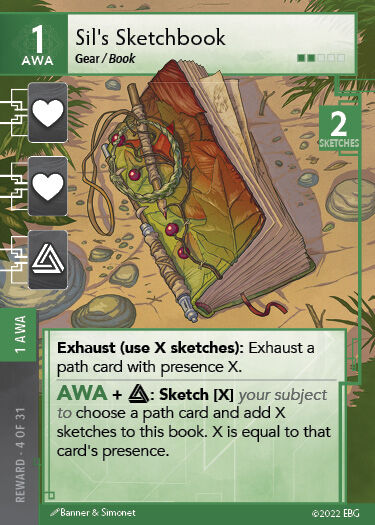 1
AWA
Sil's Sketchbook
Gear / Book
2
SKETCHES
1 AWA
REWARD - 4 OF 31
Exhaust (use X sketches): Exhaust a
path card with presence X.
AWA + : Sketch [X] your subject
to choose a path card and add X
sketches to this book. X is equal to that
card's presence.
Banner & Simonet
©2022 EBG